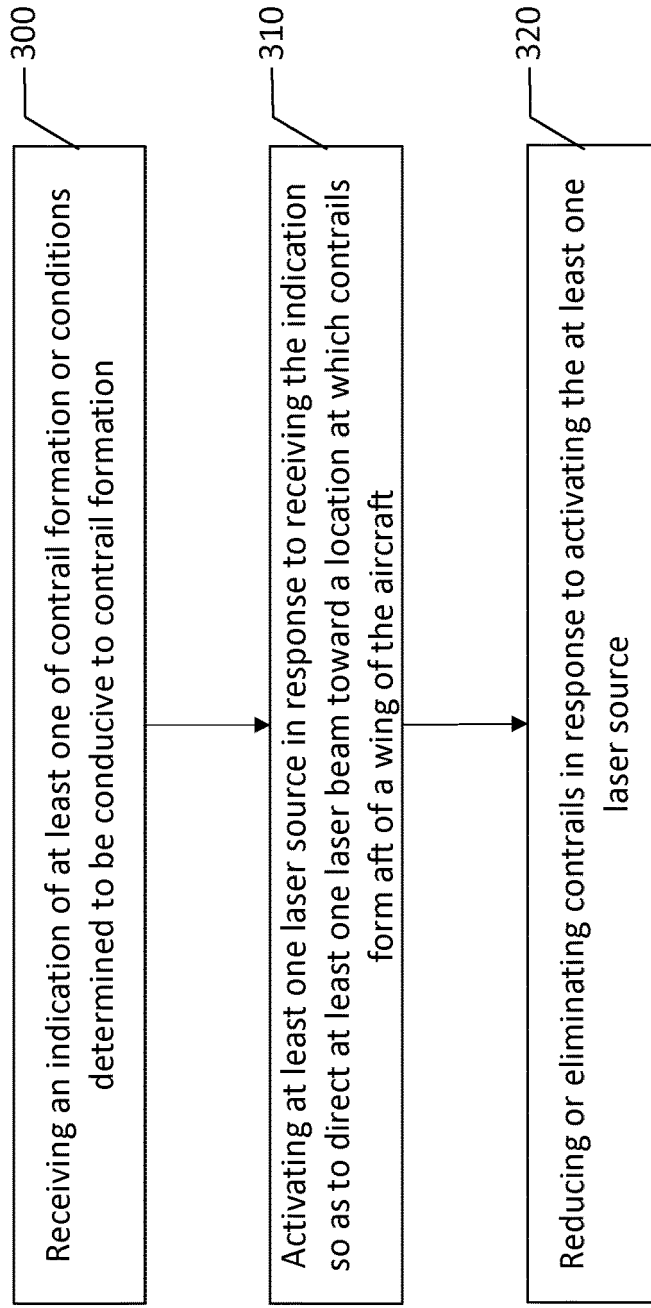 300
Receiving an indication of at least one of contrail formation or conditions
determined to be conducive to contrail formation
310
Activating at least one laser source in response to receiving the indication
so as to direct at least one laser beam toward a location at which contrails
form aft of a wing of the aircraft
320
Reducing or eliminating contrails in response to activating the at least one
laser source